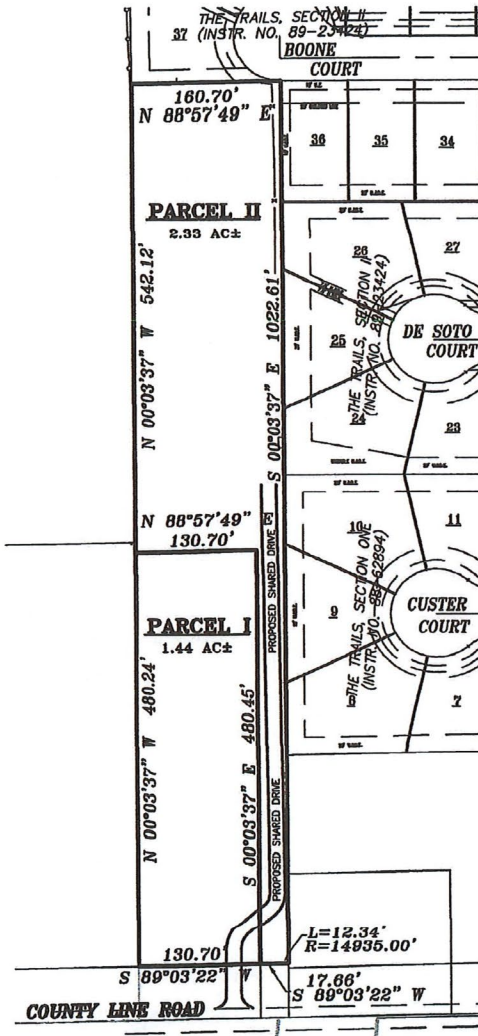 THE TRAILS, SECTION II
37 (INSTR. NO. 89-23424)
BOONE
COURT
160.70'
N 88°57'49" E
36
35
34
PARCEL II
2.33 AC±
N 00°03'37" W 542.12'
S 00°03'37" E 1022.61'
26
27
25
24
23
THE TRAILS, SECTION II
(INSTR. NO. 89-23424)
DE SOTO
COURT
N 88°57'49" E
130.70'
10
11
9
8
7
THE TRAILS, SECTION ONE
(INSTR. NO. 88-62894)
CUSTER
COURT
PROPOSED SHARED DRIVE
PARCEL I
1.44 AC±
N 00°03'37" W 480.24'
S 00°03'37" E 480.45'
PROPOSED SHARED DRIVE
L=12.34'
R=14935.00'
130.70'
S 89°03'22" W
17.66'
S 89°03'22" W
COUNTY LINE ROAD